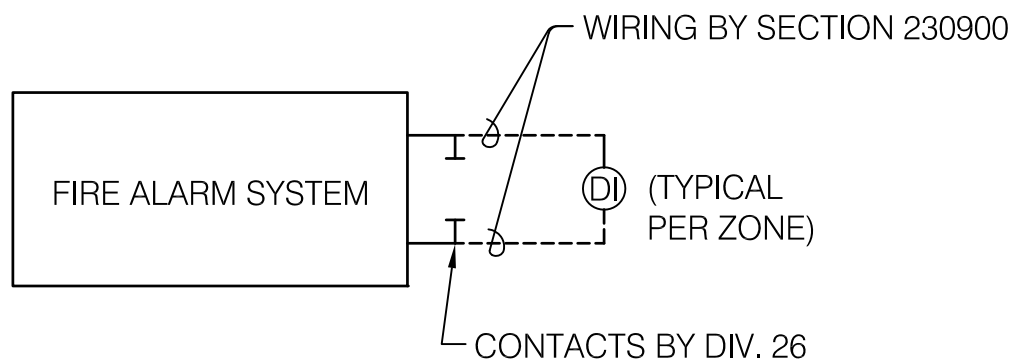 WIRING BY SECTION 230900
FIRE ALARM SYSTEM
DI
(TYPICAL
PER ZONE)
CONTACTS BY DIV. 26